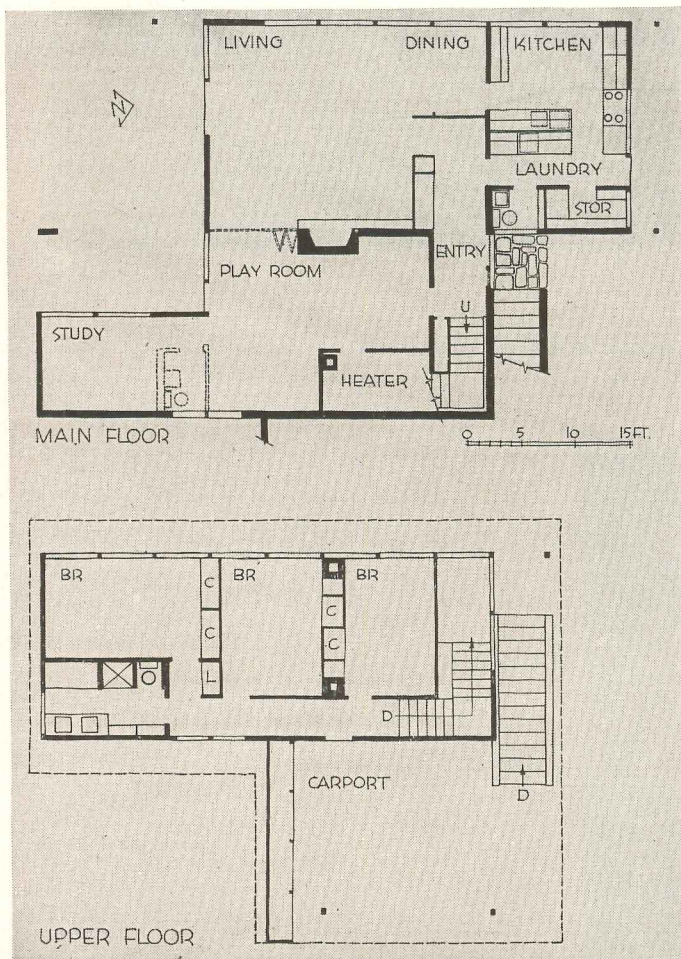 LIVING
DINING
KITCHEN
LAUNDRY
STOR
ENTRY
PLAY ROOM
U
STUDY
HEATER
MAIN FLOOR
0 5 10 15 FT.
BR
BR
BR
C
C
C
C
L
D
D
CARPORT
UPPER FLOOR
N